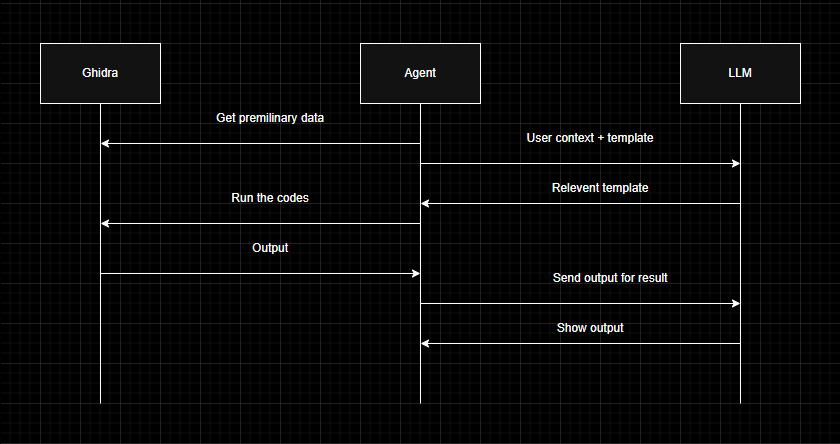 Ghidra
Agent
LLM
Get premilinary data
User context + template
Relevent template
Run the codes
Output
Send output for result
Show output